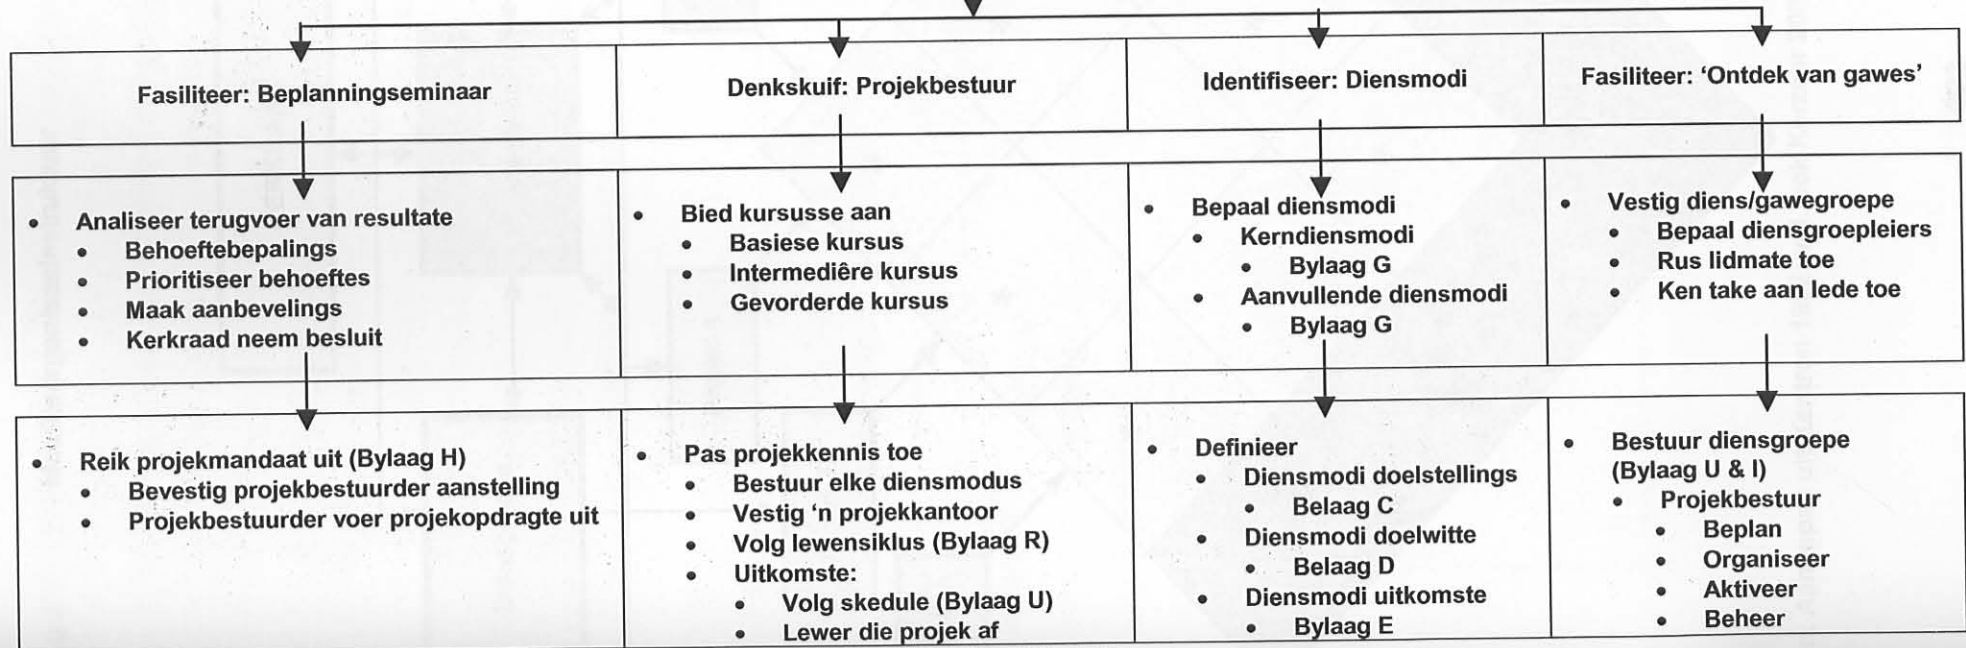 Fasiliteer: Beplanningseminaar
Denkskuif: Projekbestuur
Identifiseer: Diensmodi
Fasiliteer: ‘Ontdek van gawes’
• Analiseer terugvoer van resultate
• Behoeftebepalings
• Prioritiseer behoeftes
• Maak aanbevelings
• Kerkraad neem besluit
• Bied kursusse aan
• Basiese kursus
• Intermediêre kursus
• Gevorderde kursus
• Bepaal diensmodi
• Kerndiensmodi
• Bylaag G
• Aanvullende diensmodi
• Bylaag G
• Vestig diens/gawegroepe
• Bepaal diensgroepleiers
• Rus lidmate toe
• Ken take aan lede toe
• Reik projekmandaat uit (Bylaag H)
• Bevestig projekbestuurder aanstelling
• Projekbestuurder voer projekopdragte uit
• Pas projekkennis toe
• Bestuur elke diensmodus
• Vestig ‘n projekkantoor
• Volg lewensiklus (Bylaag R)
• Uitkomste:
• Volg skedule (Bylaag U)
• Lewer die projek af
• Definieer
• Diensmodi doelstellings
• Belaag C
• Diensmodi doelwitte
• Belaag D
• Diensmodi uitkomste
• Bylaag E
• Bestuur diensgroepe
(Bylaag U & I)
• Projekbestuur
• Beplan
• Organiseer
• Aktiveer
• Beheer